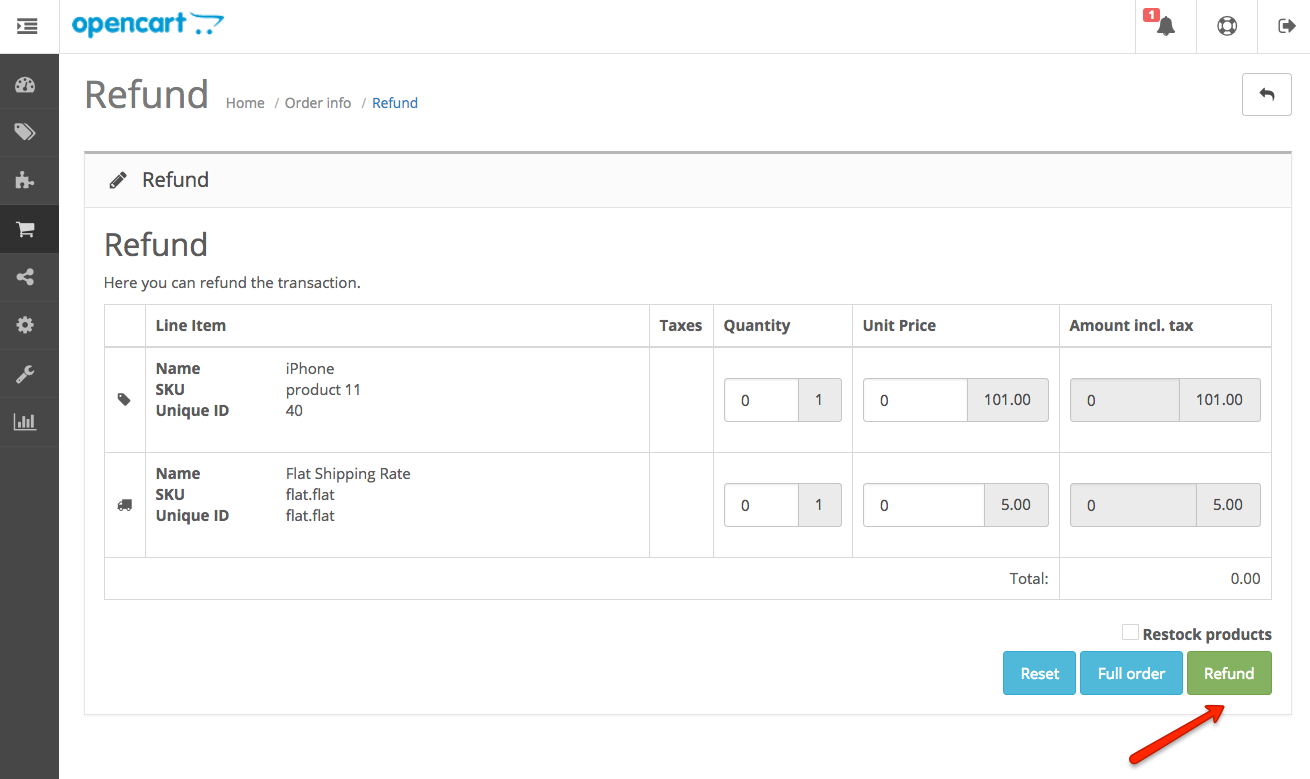 opencart
1
Refund
Home / Order info / Refund
Refund
Refund
Here you can refund the transaction.
Line Item Taxes Quantity Unit Price Amount incl. tax
Name iPhone
SKU product 11
Unique ID 40
0 1 0 101.00 0 101.00
Name Flat Shipping Rate
SKU flat.flat
Unique ID flat.flat
0 1 0 5.00 0 5.00
Total: 0.00
Restock products
Reset Full order Refund